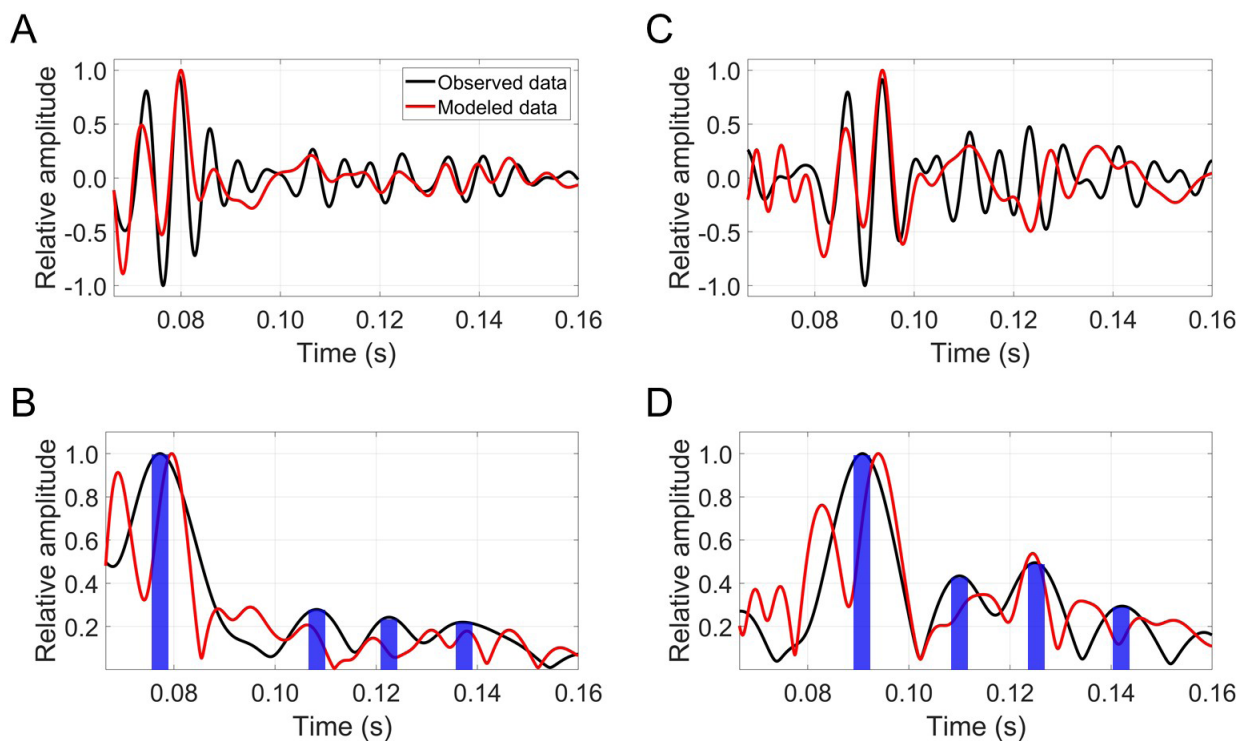 A
Relative amplitude
1.0
0.5
0.0
-0.5
-1.0
Observed data
Modeled data
0.08 0.10 0.12 0.14 0.16
Time (s)
C
Relative amplitude
1.0
0.5
0.0
-0.5
-1.0
0.08 0.10 0.12 0.14 0.16
Time (s)
B
Relative amplitude
1.0
0.8
0.6
0.4
0.2
0.08 0.10 0.12 0.14 0.16
Time (s)
D
Relative amplitude
1.0
0.8
0.6
0.4
0.2
0.08 0.10 0.12 0.14 0.16
Time (s)